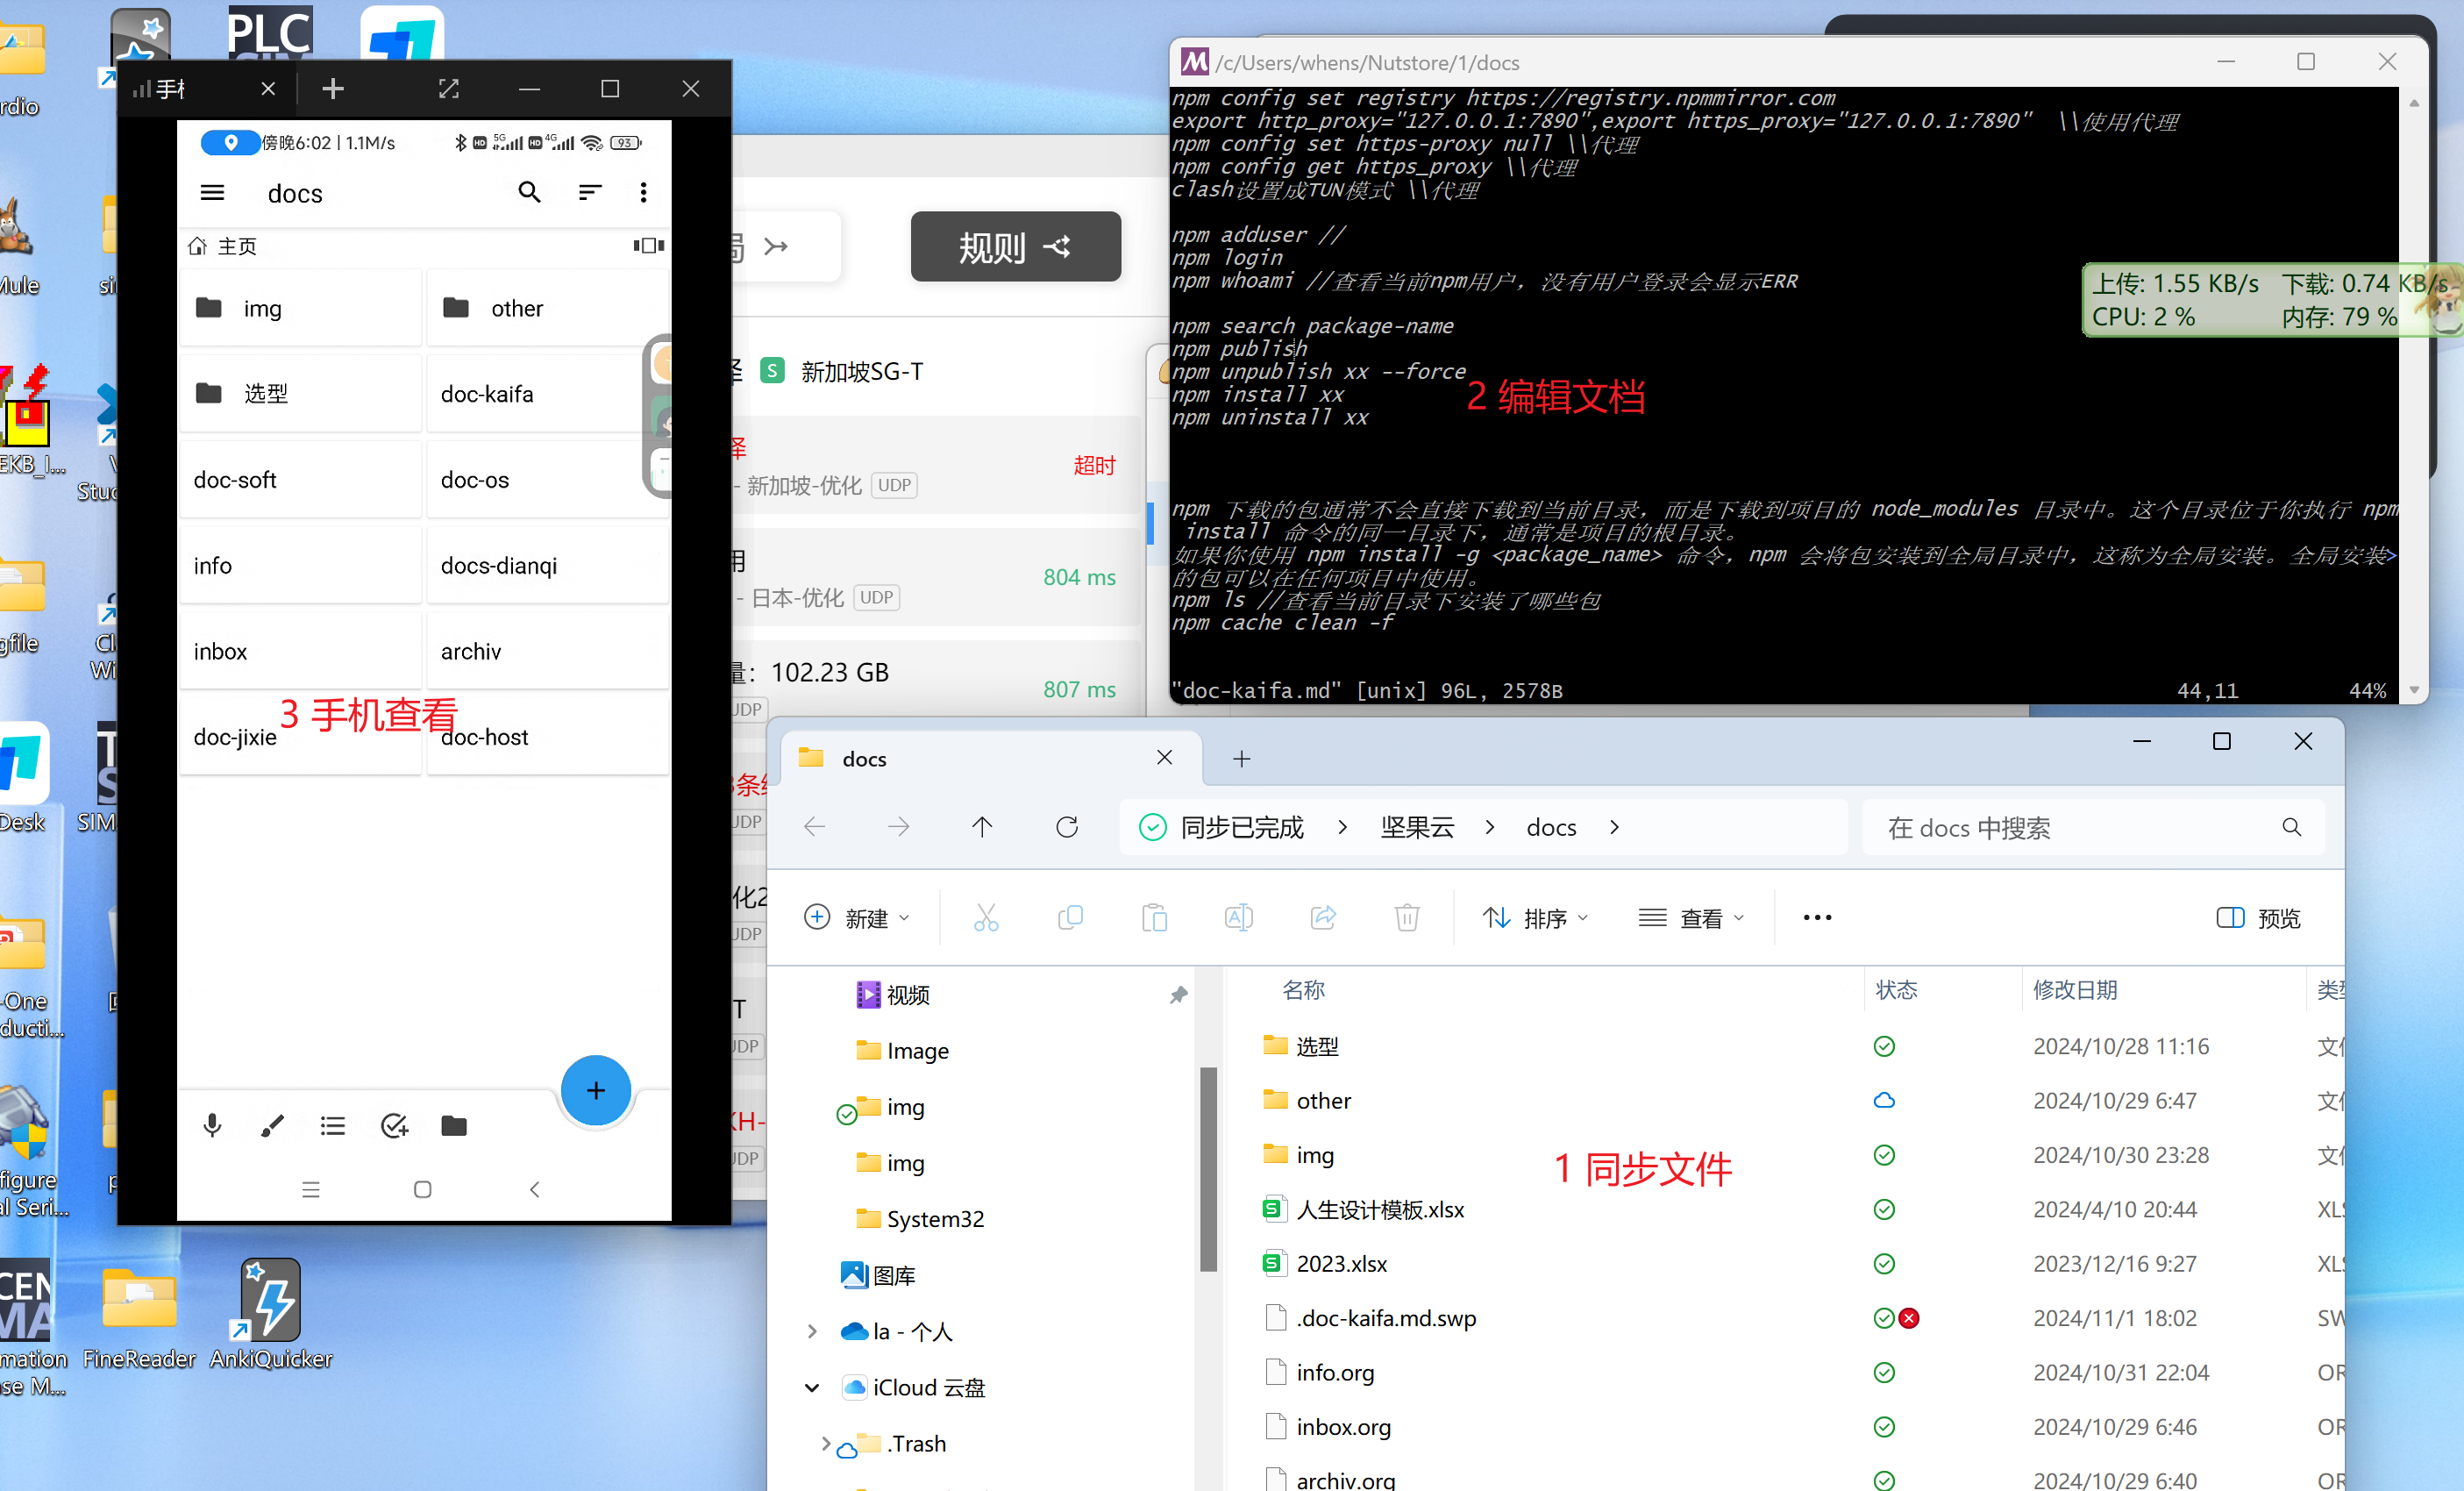 PLC
rdio
Mule
EKB_I...
Stud
gfile
Desk
SIM
-One
ducti...
figure
al Seri...
mation
se M...
FineReader
AnkiQuicker
傍晚6:02 | 1.1M/s
93
docs
主页
img
other
选型
doc-kaifa
doc-soft
doc-os
info
docs-dianqi
inbox
archiv
3 手机查看
doc-jixie
doc-host
规则
新加坡SG-T
超时
- 新加坡-优化 UDP
804 ms
- 日本-优化 UDP
量：102.23 GB
807 ms
UDP
UDP
UDP
UDP
UDP
/c/Users/whens/Nutstore/1/docs
npm config set registry https://registry.npmmirror.com
export http_proxy="127.0.0.1:7890",export https_proxy="127.0.0.1:7890"  \\使用代理
npm config set https-proxy null \\代理
npm config get https_proxy \\代理
clash设置成TUN模式 \\代理
npm adduser //
npm login
npm whoami //查看当前npm用户，没有用户登录会显示ERR
npm search package-name
npm publish
npm unpublish xx --force
npm install xx
npm uninstall xx
2 编辑文档
npm 下载的包通常不会直接下载到当前目录，而是下载到项目的 node_modules 目录中。这个目录位于你执行 npm
install 命令的同一目录下，通常是项目的根目录。
如果你使用 npm install -g <package_name> 命令，npm 会将包安装到全局目录中，这称为全局安装。全局安装>
的包可以在任何项目中使用。
npm ls //查看当前目录下安装了哪些包
npm cache clean -f
"doc-kaifa.md" [unix] 96L, 2578B 44,11 44%
上传: 1.55 KB/s 下载: 0.74 KB/s
CPU: 2 % 内存: 79 %
docs
同步已完成 > 坚果云 > docs >
在 docs 中搜索
新建
排序
查看
预览
视频
Image
img
img
System32
图库
la - 个人
iCloud 云盘
.Trash
名称 状态 修改日期 类型
选型 2024/10/28 11:16
other 2024/10/29 6:47
img 2024/10/30 23:28
1 同步文件
人生设计模板.xlsx 2024/4/10 20:44 XLS
2023.xlsx 2023/12/16 9:27 XLS
.doc-kaifa.md.swp 2024/11/1 18:02 SW
info.org 2024/10/31 22:04 OR
inbox.org 2024/10/29 6:46 OR
archiv.org 2024/10/29 6:40 OR